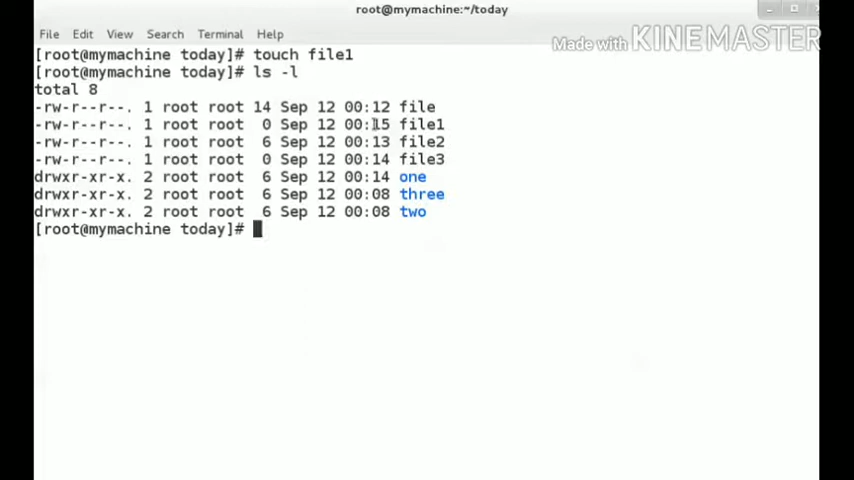 root@mymachine:~/today
File Edit View Search Terminal Help
Made with KINEMASTER
[root@mymachine today]# touch file1
[root@mymachine today]# ls -l
total 8
-rw-r--r--. 1 root root 14 Sep 12 00:12 file
-rw-r--r--. 1 root root  0 Sep 12 00:15 file1
-rw-r--r--. 1 root root  6 Sep 12 00:13 file2
-rw-r--r--. 1 root root  0 Sep 12 00:14 file3
drwxr-xr-x. 2 root root  6 Sep 12 00:14 one
drwxr-xr-x. 2 root root  6 Sep 12 00:08 three
drwxr-xr-x. 2 root root  6 Sep 12 00:08 two
[root@mymachine today]#